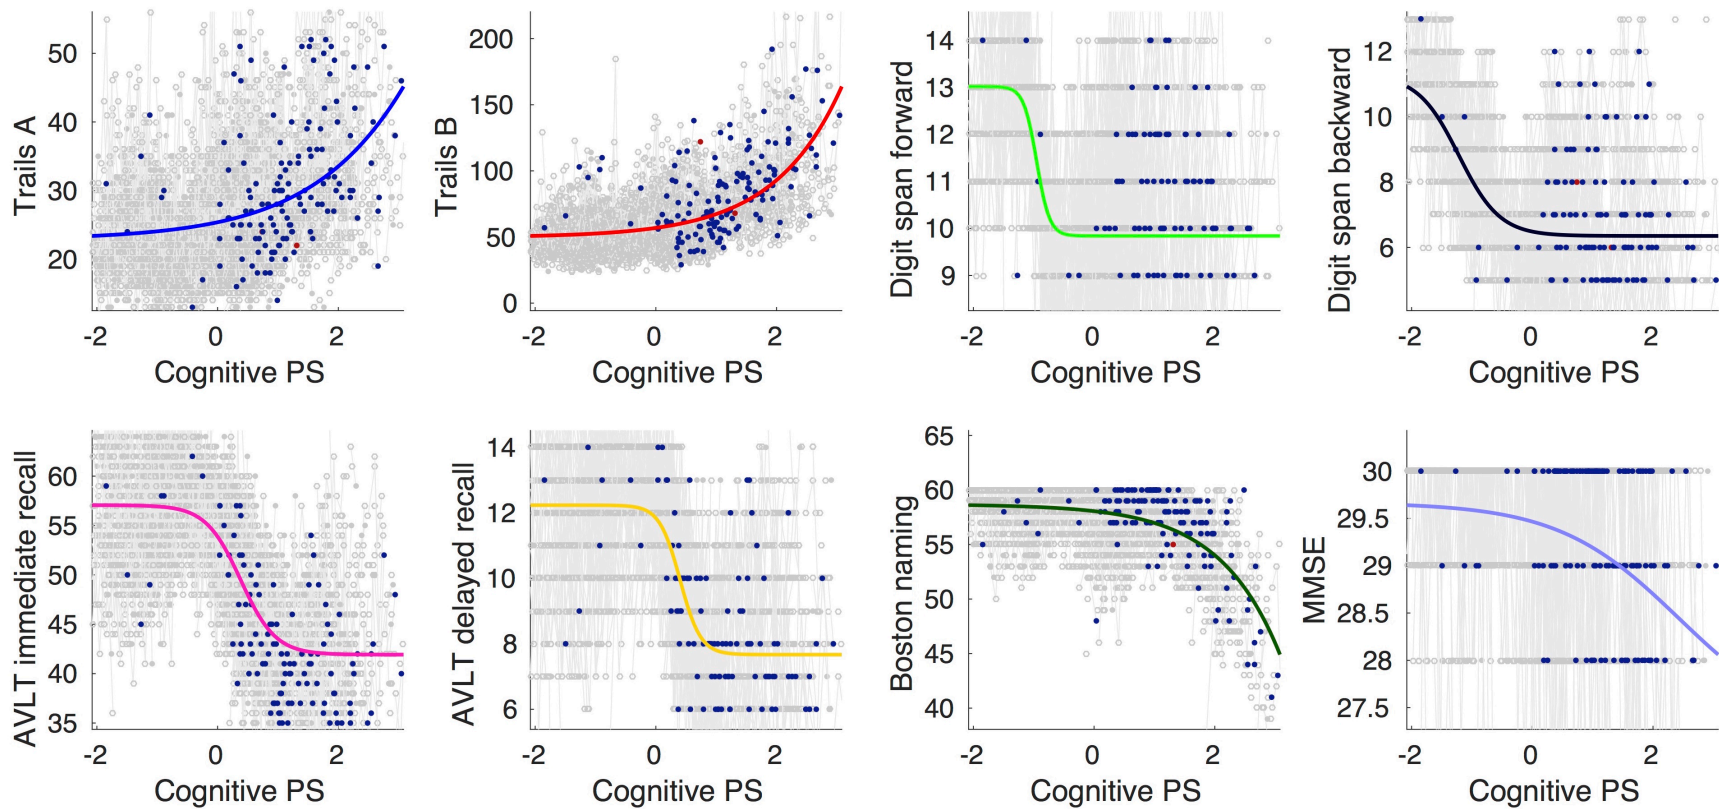 Trails A
50
40
30
20
-2 0 2
Cognitive PS
Trails B
200
150
100
50
0
-2 0 2
Cognitive PS
Digit span forward
14
13
12
11
10
9
-2 0 2
Cognitive PS
Digit span backward
12
10
8
6
-2 0 2
Cognitive PS
AVLT immediate recall
60
55
50
45
40
35
-2 0 2
Cognitive PS
AVLT delayed recall
14
12
10
8
6
-2 0 2
Cognitive PS
Boston naming
65
60
55
50
45
40
-2 0 2
Cognitive PS
MMSE
30
29.5
29
28.5
28
27.5
-2 0 2
Cognitive PS